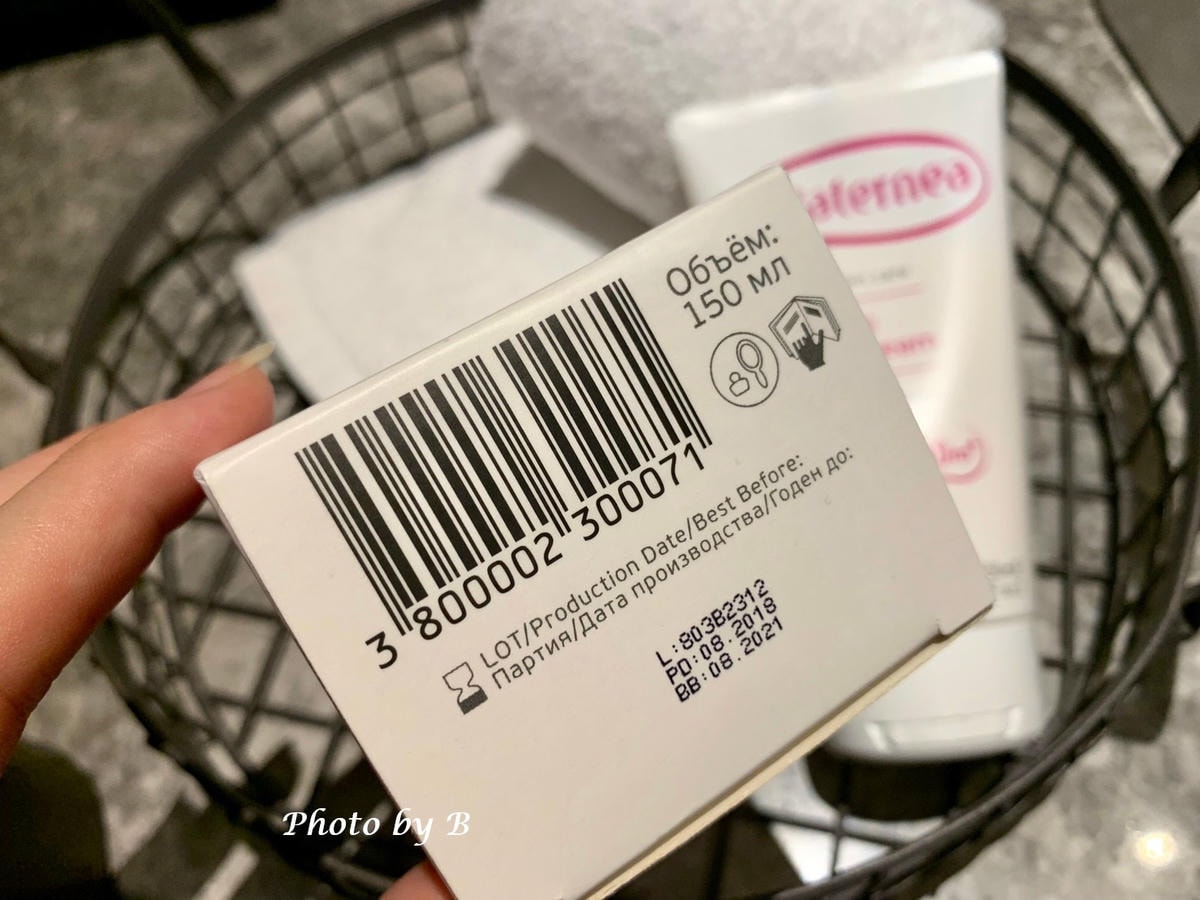 Объём:
150 мл
3 800002 300071
LOT/Production Date/Best Before:
Партия/Дата производства/Годен до:
L:803B2312
PD:08.2018
BB:08.2021
Photo by B